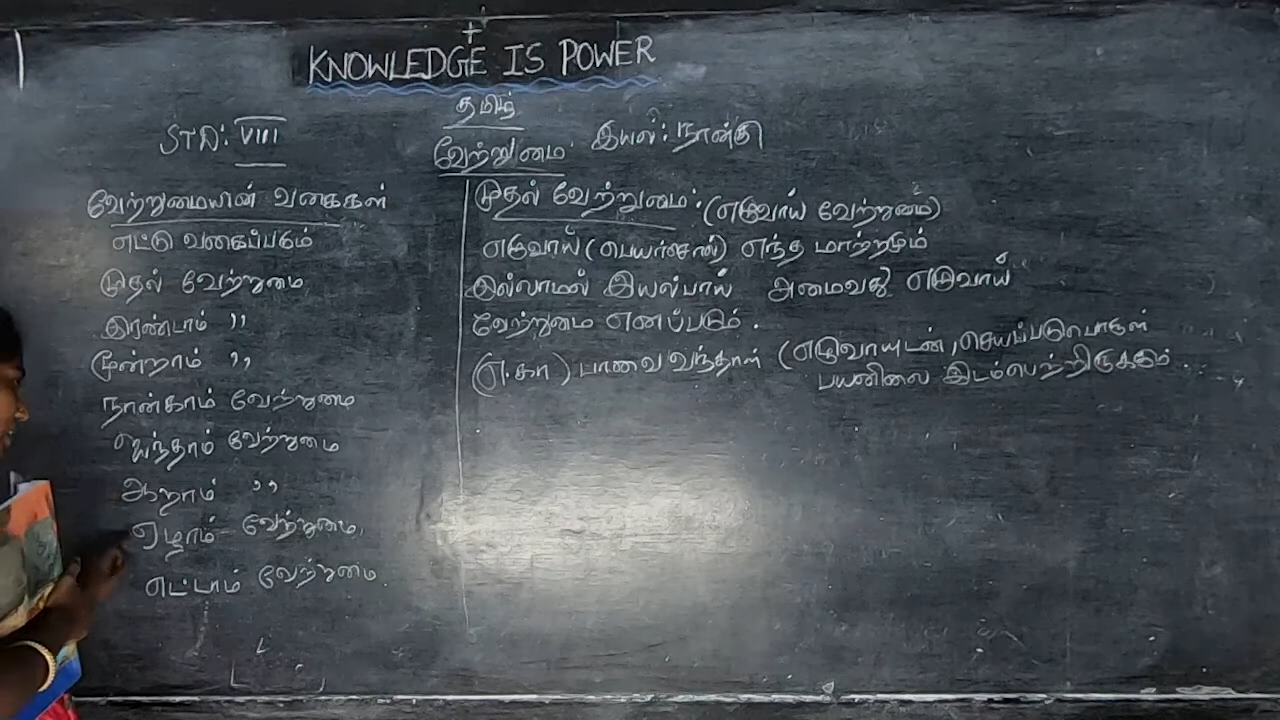 KNOWLEDGE IS POWER
தமிழ்
STD: VIII
வேற்றுமை
இயல்: நான்கு
வேற்றுமையின் வகைகள்
எட்டு வகைப்படும்
முதல் வேற்றுமை
இரண்டாம் ,,
மூன்றாம் ,,
நான்காம் வேற்றுமை
ஐந்தாம் வேற்றுமை
ஆறாம் ,,
ஏழாம் வேற்றுமை
எட்டாம் வேற்றுமை
முதல் வேற்றுமை: (எழுவாய் வேற்றுமை)
எழுவாய் (பெயர்சொல்) எந்த மாற்றமும்
இல்லாமல் இயல்பாய் அமைவது எழுவாய்
வேற்றுமை எனப்படும்.
(எ.கா) பாவை வந்தாள் (எழுவாயுடன், செயப்படுபொருள்
பயனிலை இடம்பெற்றிருக்கும்.